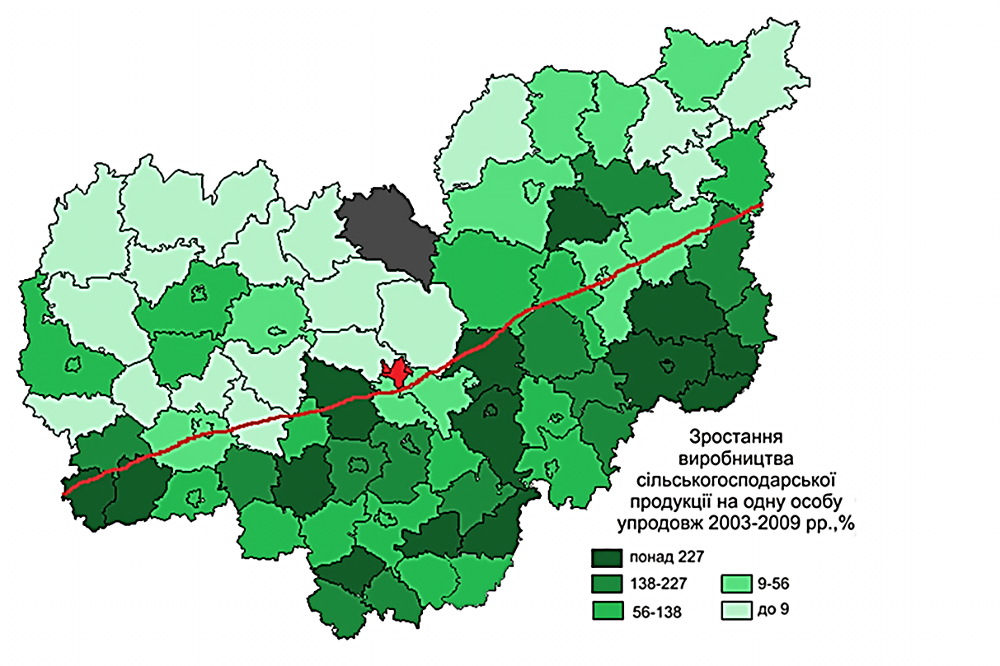 Зростання
виробництва
сільськогосподарської
продукції на одну особу
упродовж 2003-2009 рр.,%
понад 227
138-227
9-56
56-138
до 9